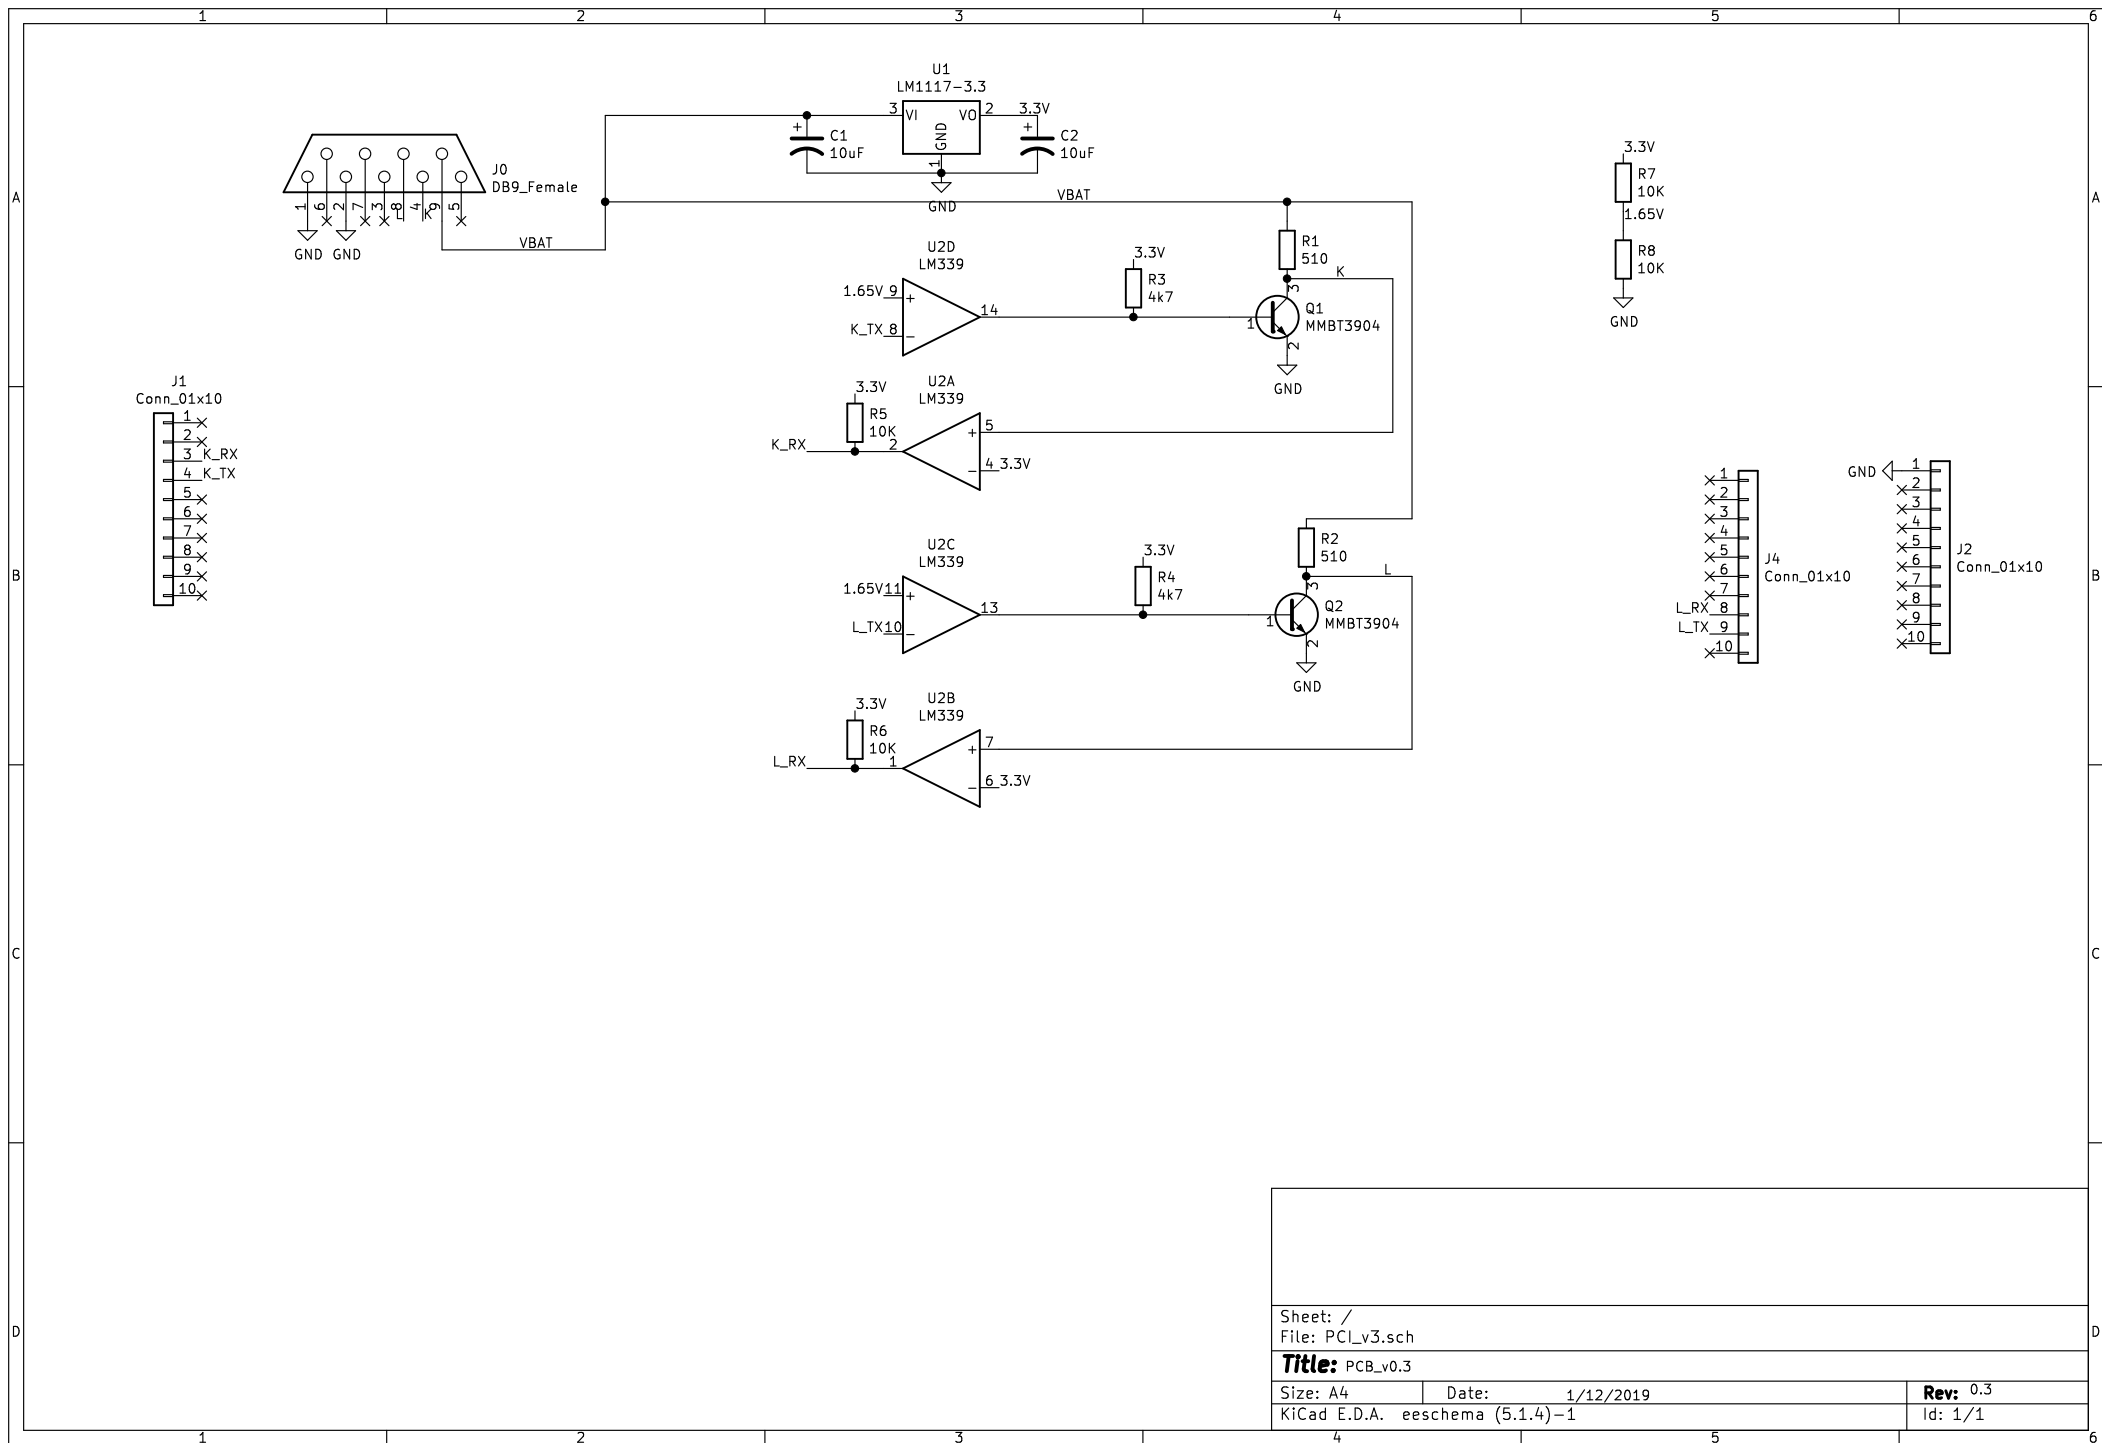 1 2 3 4 5 6
A
B
C
D
U1
LM1117-3.3
3 VI VO 2 3.3V
GND
1
+ C1
10uF
+ C2
10uF
GND
J0
DB9_Female
1 6 2 7 3 8 4 9 5
L K
GND GND
VBAT
VBAT
3.3V
R7
10K
1.65V
R8
10K
GND
U2D
LM339
1.65V 9 +
K_TX 8 -
14
3.3V
R3
4k7
R1
510
K
3
Q1
MMBT3904
1
2
GND
U2A
LM339
3.3V
R5
10K
K_RX 2
+ 5
- 4 3.3V
J1
Conn_01x10
1
2
3 K_RX
4 K_TX
5
6
7
8
9
10
U2C
LM339
1.65V 11 +
L_TX 10 -
13
3.3V
R4
4k7
R2
510
L
3
Q2
MMBT3904
1
2
GND
U2B
LM339
3.3V
R6
10K
L_RX 1
+ 7
- 6 3.3V
1
2
3
4
5
6
7
L_RX 8
L_TX 9
10
J4
Conn_01x10
GND 1
2
3
4
5
6
7
8
9
10
J2
Conn_01x10
A
B
C
D
Sheet: /
File: PCI_v3.sch
Title: PCB_v0.3
Size: A4 Date: 1/12/2019 Rev: 0.3
KiCad E.D.A. eeschema (5.1.4)-1 Id: 1/1
1 2 3 4 5 6